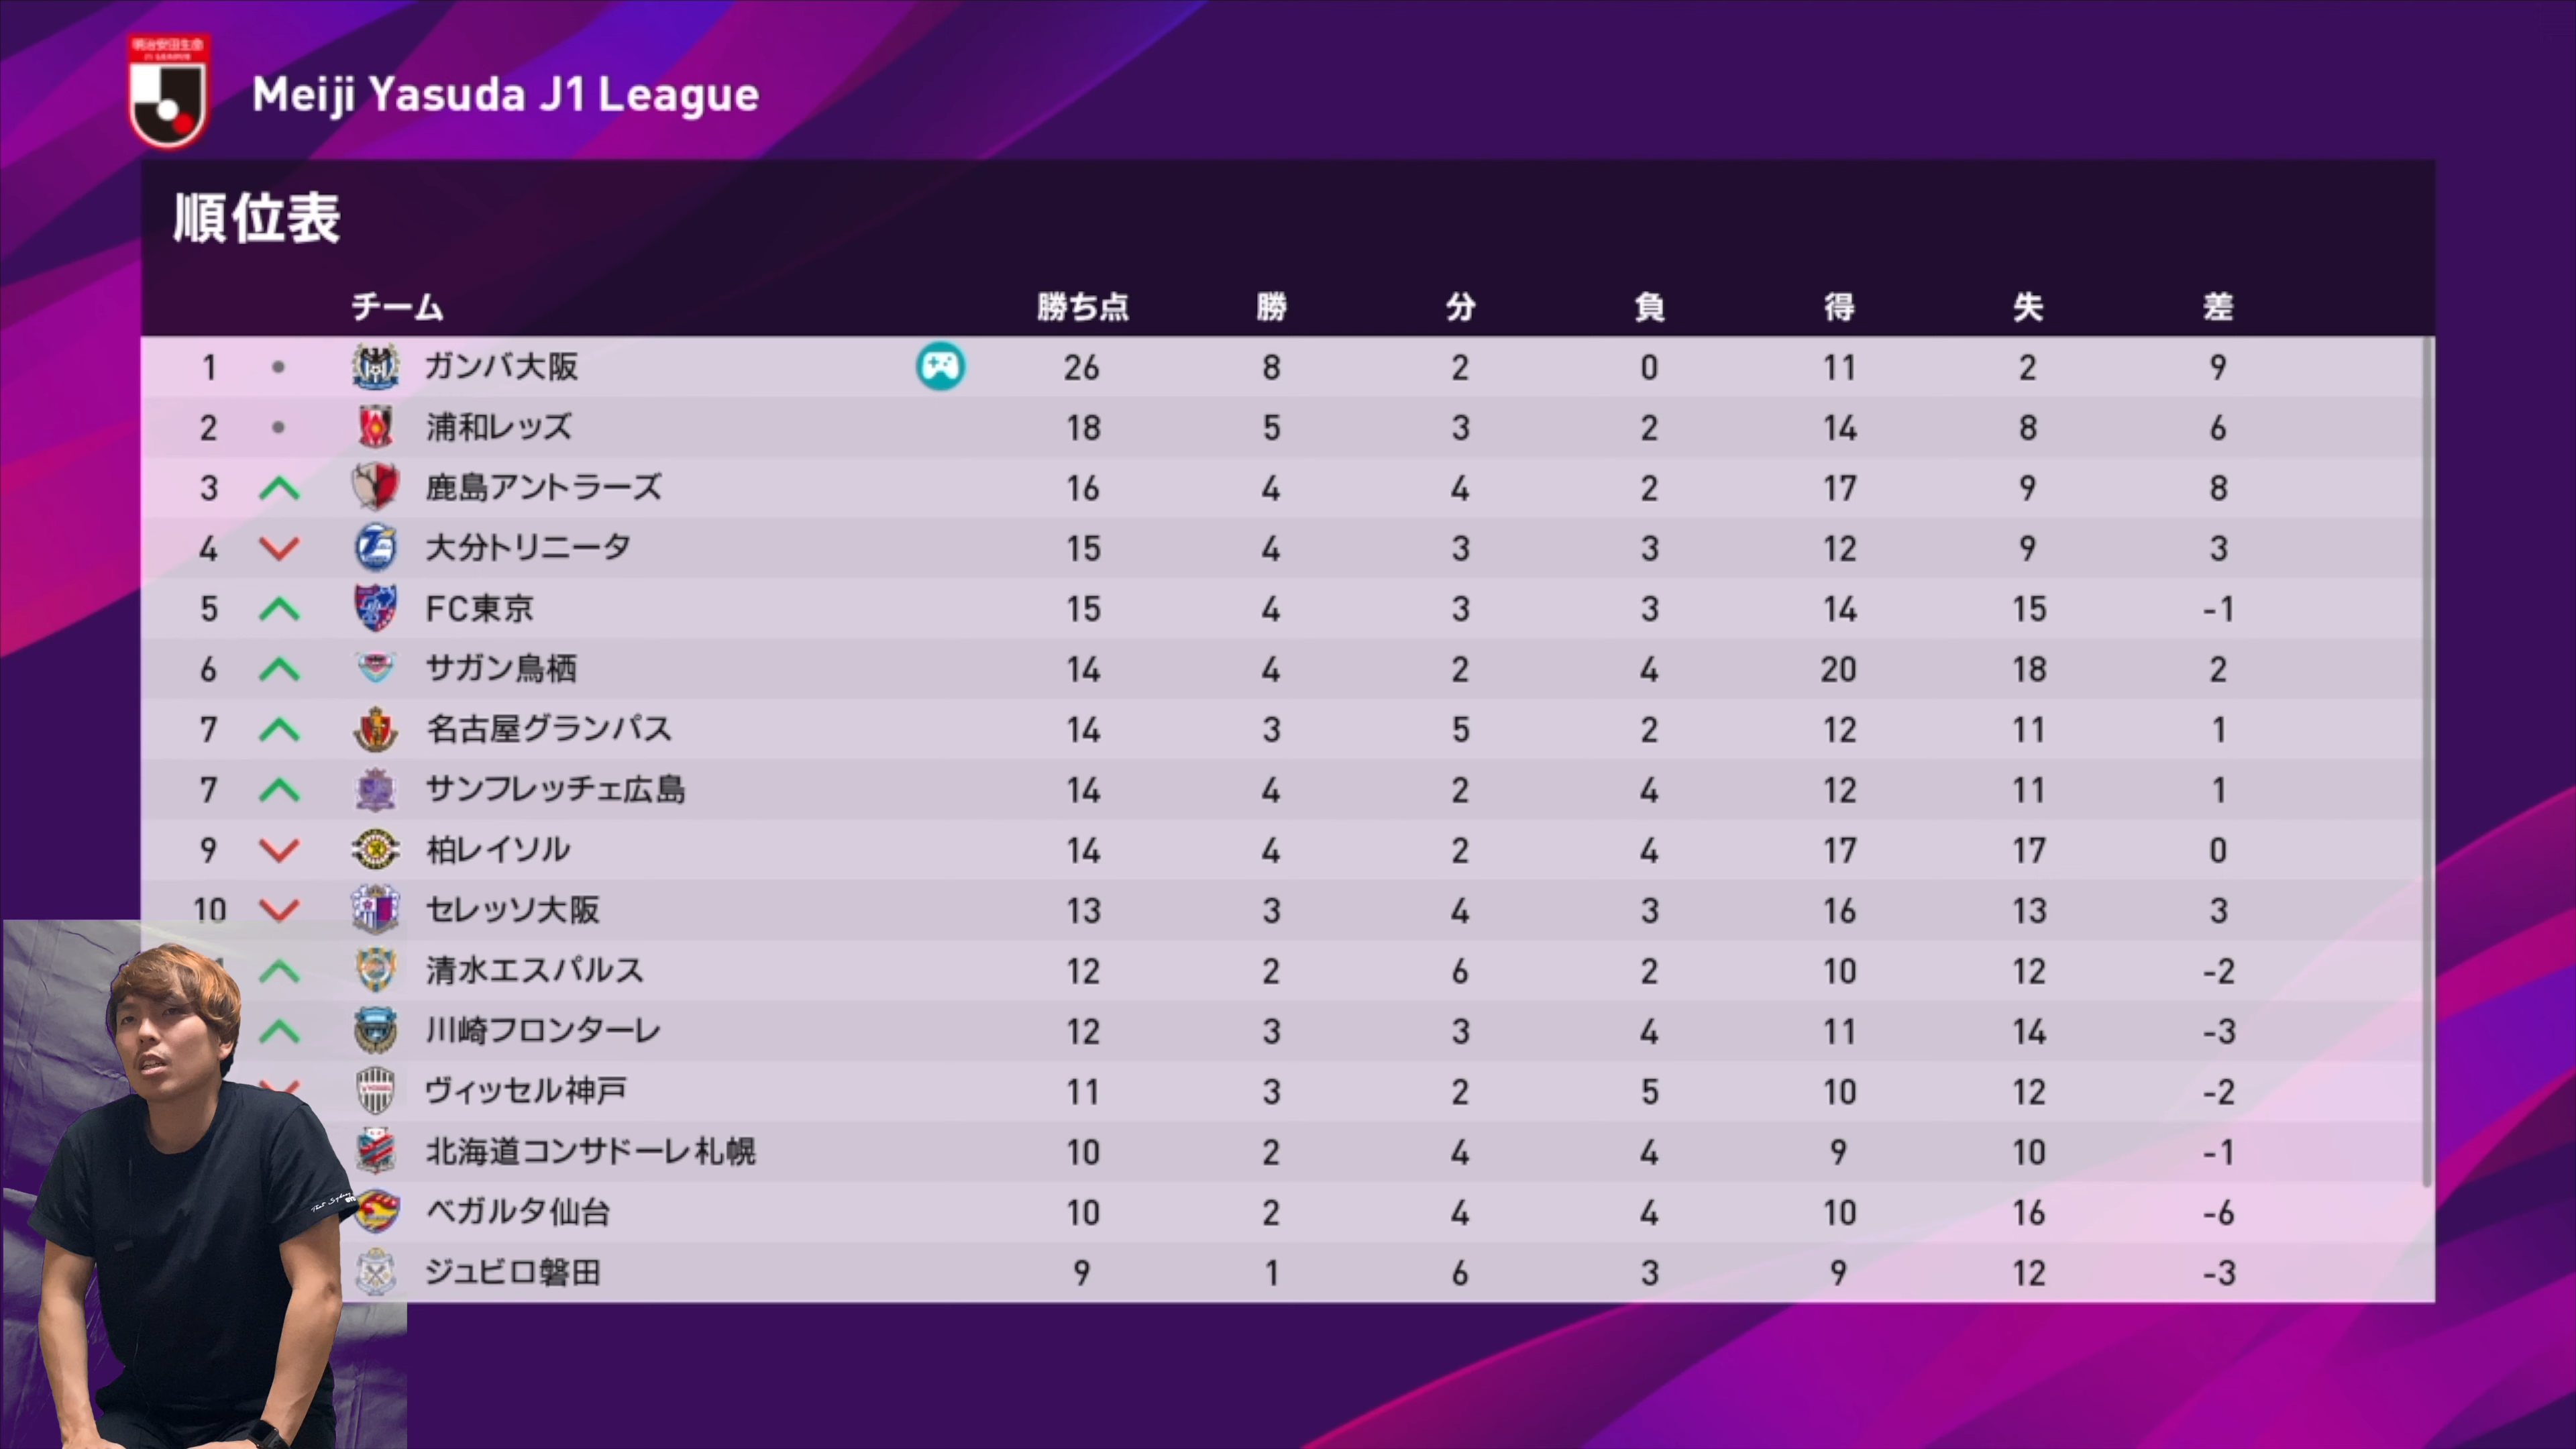 明治安田生命
J1 LEAGUE
Meiji Yasuda J1 League
順位表
チーム 勝ち点 勝 分 負 得 失 差
1 ガンバ大阪 26 8 2 0 11 2 9
2 浦和レッズ 18 5 3 2 14 8 6
3 鹿島アントラーズ 16 4 4 2 17 9 8
4 大分トリニータ 15 4 3 3 12 9 3
5 FC東京 15 4 3 3 14 15 -1
6 サガン鳥栖 14 4 2 4 20 18 2
7 名古屋グランパス 14 3 5 2 12 11 1
7 サンフレッチェ広島 14 4 2 4 12 11 1
9 柏レイソル 14 4 2 4 17 17 0
10 セレッソ大阪 13 3 4 3 16 13 3
清水エスパルス 12 2 6 2 10 12 -2
川崎フロンターレ 12 3 3 4 11 14 -3
ヴィッセル神戸 11 3 2 5 10 12 -2
北海道コンサドーレ札幌 10 2 4 4 9 10 -1
ベガルタ仙台 10 2 4 4 10 16 -6
ジュビロ磐田 9 1 6 3 9 12 -3